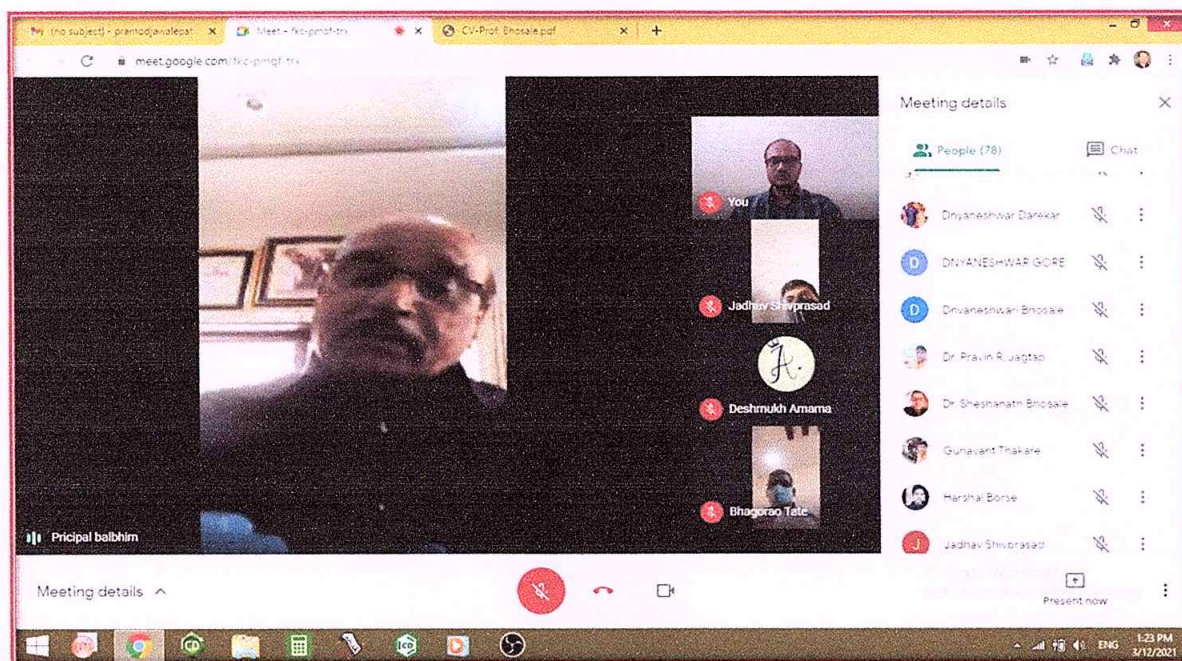 (no subject) - pramodjawalepat
Meet - fkc-pmqf-trx
CV-Prof. Bhosale.pdf
meet.google.com/fkc-pmqf-trx
Meeting details
People (78)
Chat
You
Jadhav Shivprasad
A.
Deshmukh Amama
Bhagorao Tate
Pricipal balbhim
Dnyaneshwar Darekar
D
DNYANESHWAR GORE
D
Dnyaneshwari Bhosale
Dr. Pravin R. Jagtap
Dr. Sheshanath Bhosale
Gunavant Thakare
Harshal Borse
J
Jadhav Shivprasad
Meeting details
Present now
ENG
1:23 PM
3/12/2021